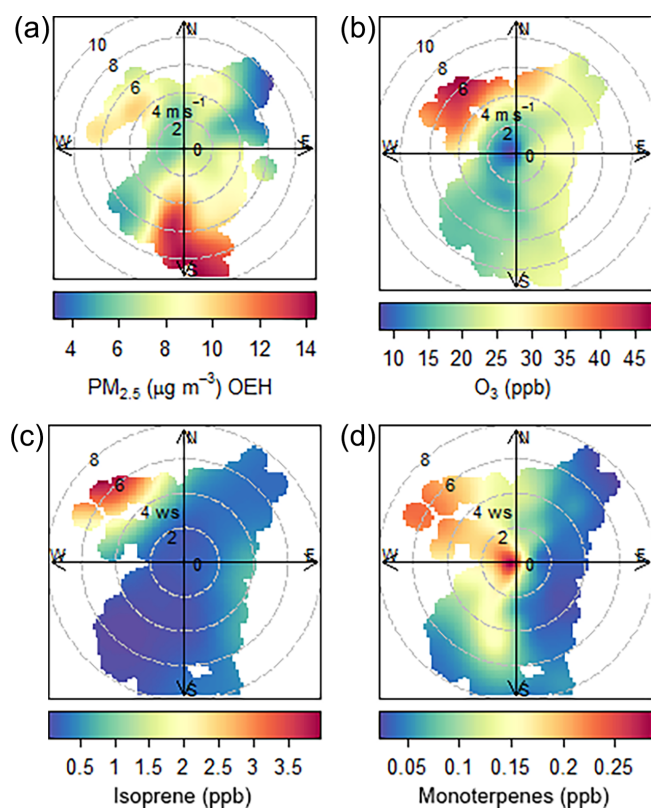 (a)
N
10
8
6
4 m s⁻¹
2
W
0
E
S
4 6 8 10 12 14
PM₂.₅ (µg m⁻³) OEH
(b)
N
10
8
6
4 m s⁻¹
2
W
0
E
S
10 15 20 25 30 35 40 45
O₃ (ppb)
(c)
N
8
6
4 ws
2
W
0
E
S
0.5 1 1.5 2 2.5 3 3.5
Isoprene (ppb)
(d)
N
8
6
4 ws
2
W
0
E
S
0.05 0.1 0.15 0.2 0.25
Monoterpenes (ppb)